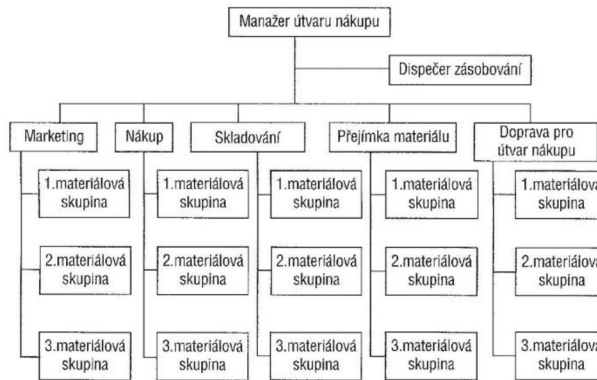 Manažer útvaru nákupu
Dispečer zásobování
Marketing
Nákup
Skladování
Přejímka materiálu
Doprava pro
útvar nákupu
1.materiálová
skupina
1.materiálová
skupina
1.materiálová
skupina
1.materiálová
skupina
1.materiálová
skupina
2.materiálová
skupina
2.materiálová
skupina
2.materiálová
skupina
2.materiálová
skupina
2.materiálová
skupina
3.materiálová
skupina
3.materiálová
skupina
3.materiálová
skupina
3.materiálová
skupina
3.materiálová
skupina